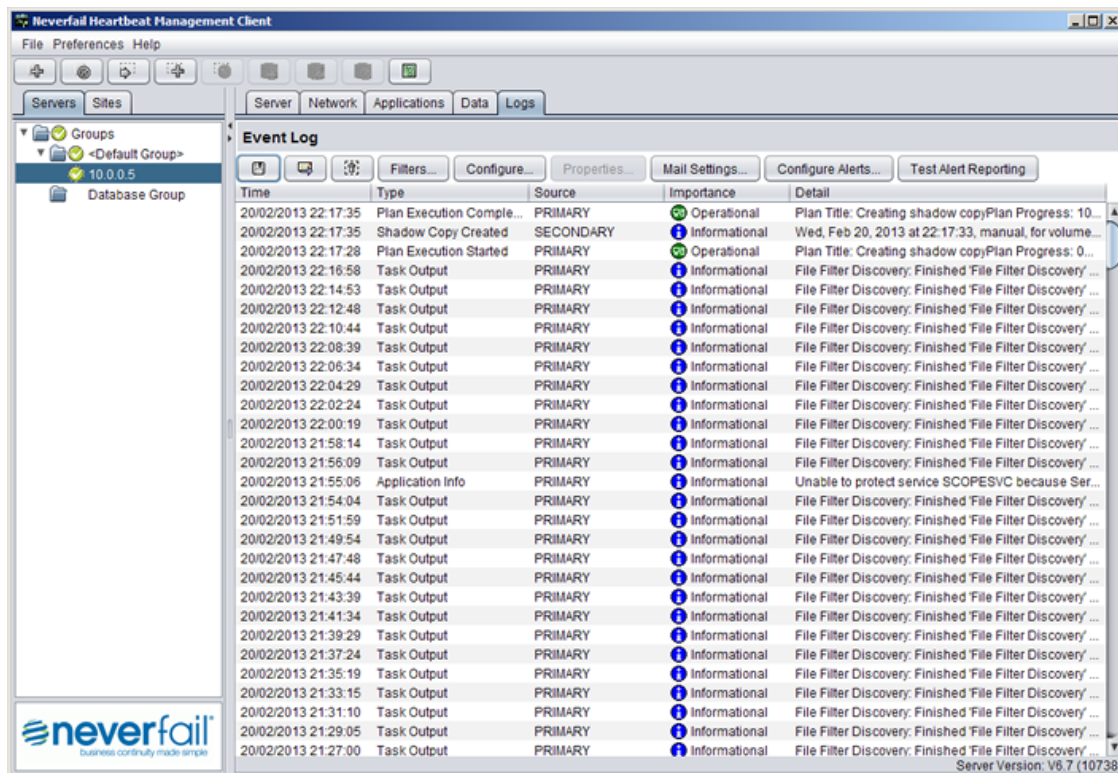 Neverfail Heartbeat Management Client
File Preferences Help
Servers Sites
Server Network Applications Data Logs
Groups
<Default Group>
10.0.0.5
Database Group
Event Log
Filters... Configure... Properties... Mail Settings... Configure Alerts... Test Alert Reporting
Time Type Source Importance Detail
20/02/2013 22:17:35 Plan Execution Comple... PRIMARY Operational Plan Title: Creating shadow copyPlan Progress: 10...
20/02/2013 22:17:35 Shadow Copy Created SECONDARY Informational Wed, Feb 20, 2013 at 22:17:33, manual, for volume...
20/02/2013 22:17:28 Plan Execution Started PRIMARY Operational Plan Title: Creating shadow copyPlan Progress: 0...
20/02/2013 22:16:58 Task Output PRIMARY Informational File Filter Discovery: Finished 'File Filter Discovery' ...
20/02/2013 22:14:53 Task Output PRIMARY Informational File Filter Discovery: Finished 'File Filter Discovery' ...
20/02/2013 22:12:48 Task Output PRIMARY Informational File Filter Discovery: Finished 'File Filter Discovery' ...
20/02/2013 22:10:44 Task Output PRIMARY Informational File Filter Discovery: Finished 'File Filter Discovery' ...
20/02/2013 22:08:39 Task Output PRIMARY Informational File Filter Discovery: Finished 'File Filter Discovery' ...
20/02/2013 22:06:34 Task Output PRIMARY Informational File Filter Discovery: Finished 'File Filter Discovery' ...
20/02/2013 22:04:29 Task Output PRIMARY Informational File Filter Discovery: Finished 'File Filter Discovery' ...
20/02/2013 22:02:24 Task Output PRIMARY Informational File Filter Discovery: Finished 'File Filter Discovery' ...
20/02/2013 22:00:19 Task Output PRIMARY Informational File Filter Discovery: Finished 'File Filter Discovery' ...
20/02/2013 21:58:14 Task Output PRIMARY Informational File Filter Discovery: Finished 'File Filter Discovery' ...
20/02/2013 21:56:09 Task Output PRIMARY Informational File Filter Discovery: Finished 'File Filter Discovery' ...
20/02/2013 21:55:06 Application Info PRIMARY Informational Unable to protect service SCOPESVC because Ser...
20/02/2013 21:54:04 Task Output PRIMARY Informational File Filter Discovery: Finished 'File Filter Discovery' ...
20/02/2013 21:51:59 Task Output PRIMARY Informational File Filter Discovery: Finished 'File Filter Discovery' ...
20/02/2013 21:49:54 Task Output PRIMARY Informational File Filter Discovery: Finished 'File Filter Discovery' ...
20/02/2013 21:47:48 Task Output PRIMARY Informational File Filter Discovery: Finished 'File Filter Discovery' ...
20/02/2013 21:45:44 Task Output PRIMARY Informational File Filter Discovery: Finished 'File Filter Discovery' ...
20/02/2013 21:43:39 Task Output PRIMARY Informational File Filter Discovery: Finished 'File Filter Discovery' ...
20/02/2013 21:41:34 Task Output PRIMARY Informational File Filter Discovery: Finished 'File Filter Discovery' ...
20/02/2013 21:39:29 Task Output PRIMARY Informational File Filter Discovery: Finished 'File Filter Discovery' ...
20/02/2013 21:37:24 Task Output PRIMARY Informational File Filter Discovery: Finished 'File Filter Discovery' ...
20/02/2013 21:35:19 Task Output PRIMARY Informational File Filter Discovery: Finished 'File Filter Discovery' ...
20/02/2013 21:33:15 Task Output PRIMARY Informational File Filter Discovery: Finished 'File Filter Discovery' ...
20/02/2013 21:31:10 Task Output PRIMARY Informational File Filter Discovery: Finished 'File Filter Discovery' ...
20/02/2013 21:29:05 Task Output PRIMARY Informational File Filter Discovery: Finished 'File Filter Discovery' ...
20/02/2013 21:27:00 Task Output PRIMARY Informational File Filter Discovery: Finished 'File Filter Discovery' ...
neverfail
business continuity made simple
Server Version: V6.7 (10738